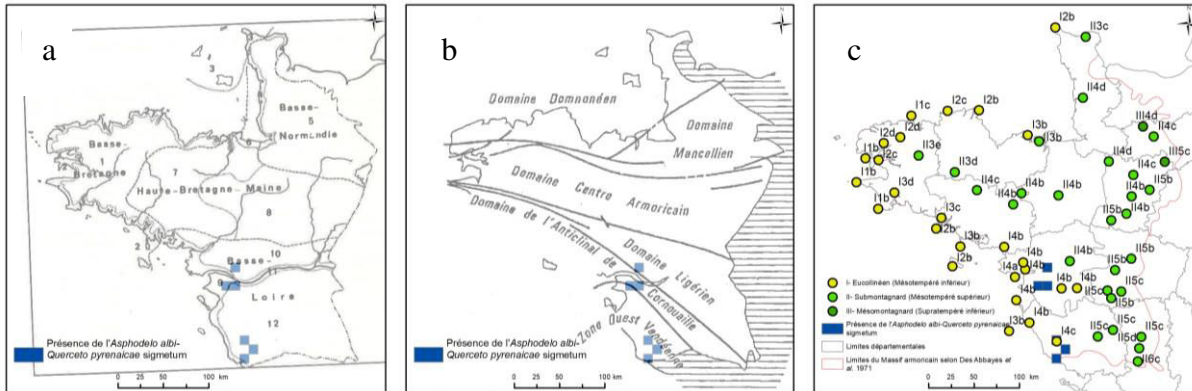 a
3
Basse-
5
Normandie
4
6
Basse-
1
Bretagne
2
7
Haute-Bretagne-Maine
8
2
10
Basse-
11
9
Loire
12
Présence de l'Asphodelo albi-
Querceto pyrenaicae sigmetum
0 25 50 100 km
b
Domaine Domnonéen
Domaine
Mancellien
Domaine Centre Armoricain
Domaine de l'Anticlinal de
Cornouaille
Domaine Ligérien
Zone Ouest Vendéenne
Présence de l'Asphodelo albi-
Querceto pyrenaicae sigmetum
0 25 50 100 km
c
I2b
II3c
II4d
I1c
I2c
I2b
III4d
II4c
I2d
I2d
I3b
II3b
I1b
I2c
II3e
II4d
III5c
II3d
II4c
II5b
I1b
I3d
II4c
II4b
II4b
II4b
I1b
II4b
II4b
II5b
I3c
I2b
I3b
I4b
I2b
I4b
II4b
II5b
I4a
I4b
II5b
I4b
I4b
II5c
II5c
I4b
II5b
I3b
I4b
I4c
II5c
II5c
II5c
II5d
II6c
I- Eucollinéen (Mésotempéré inférieur)
II- Submontagnard (Mésotempéré supérieur)
III- Mésomontagnard (Supratempéré inférieur)
Présence de l'Asphodelo albi-Querceto pyrenaicae
sigmetum
Limites départementales
Limites du Massif armoricain selon Des Abbayes et
al. 1971
0 25 50 100 km